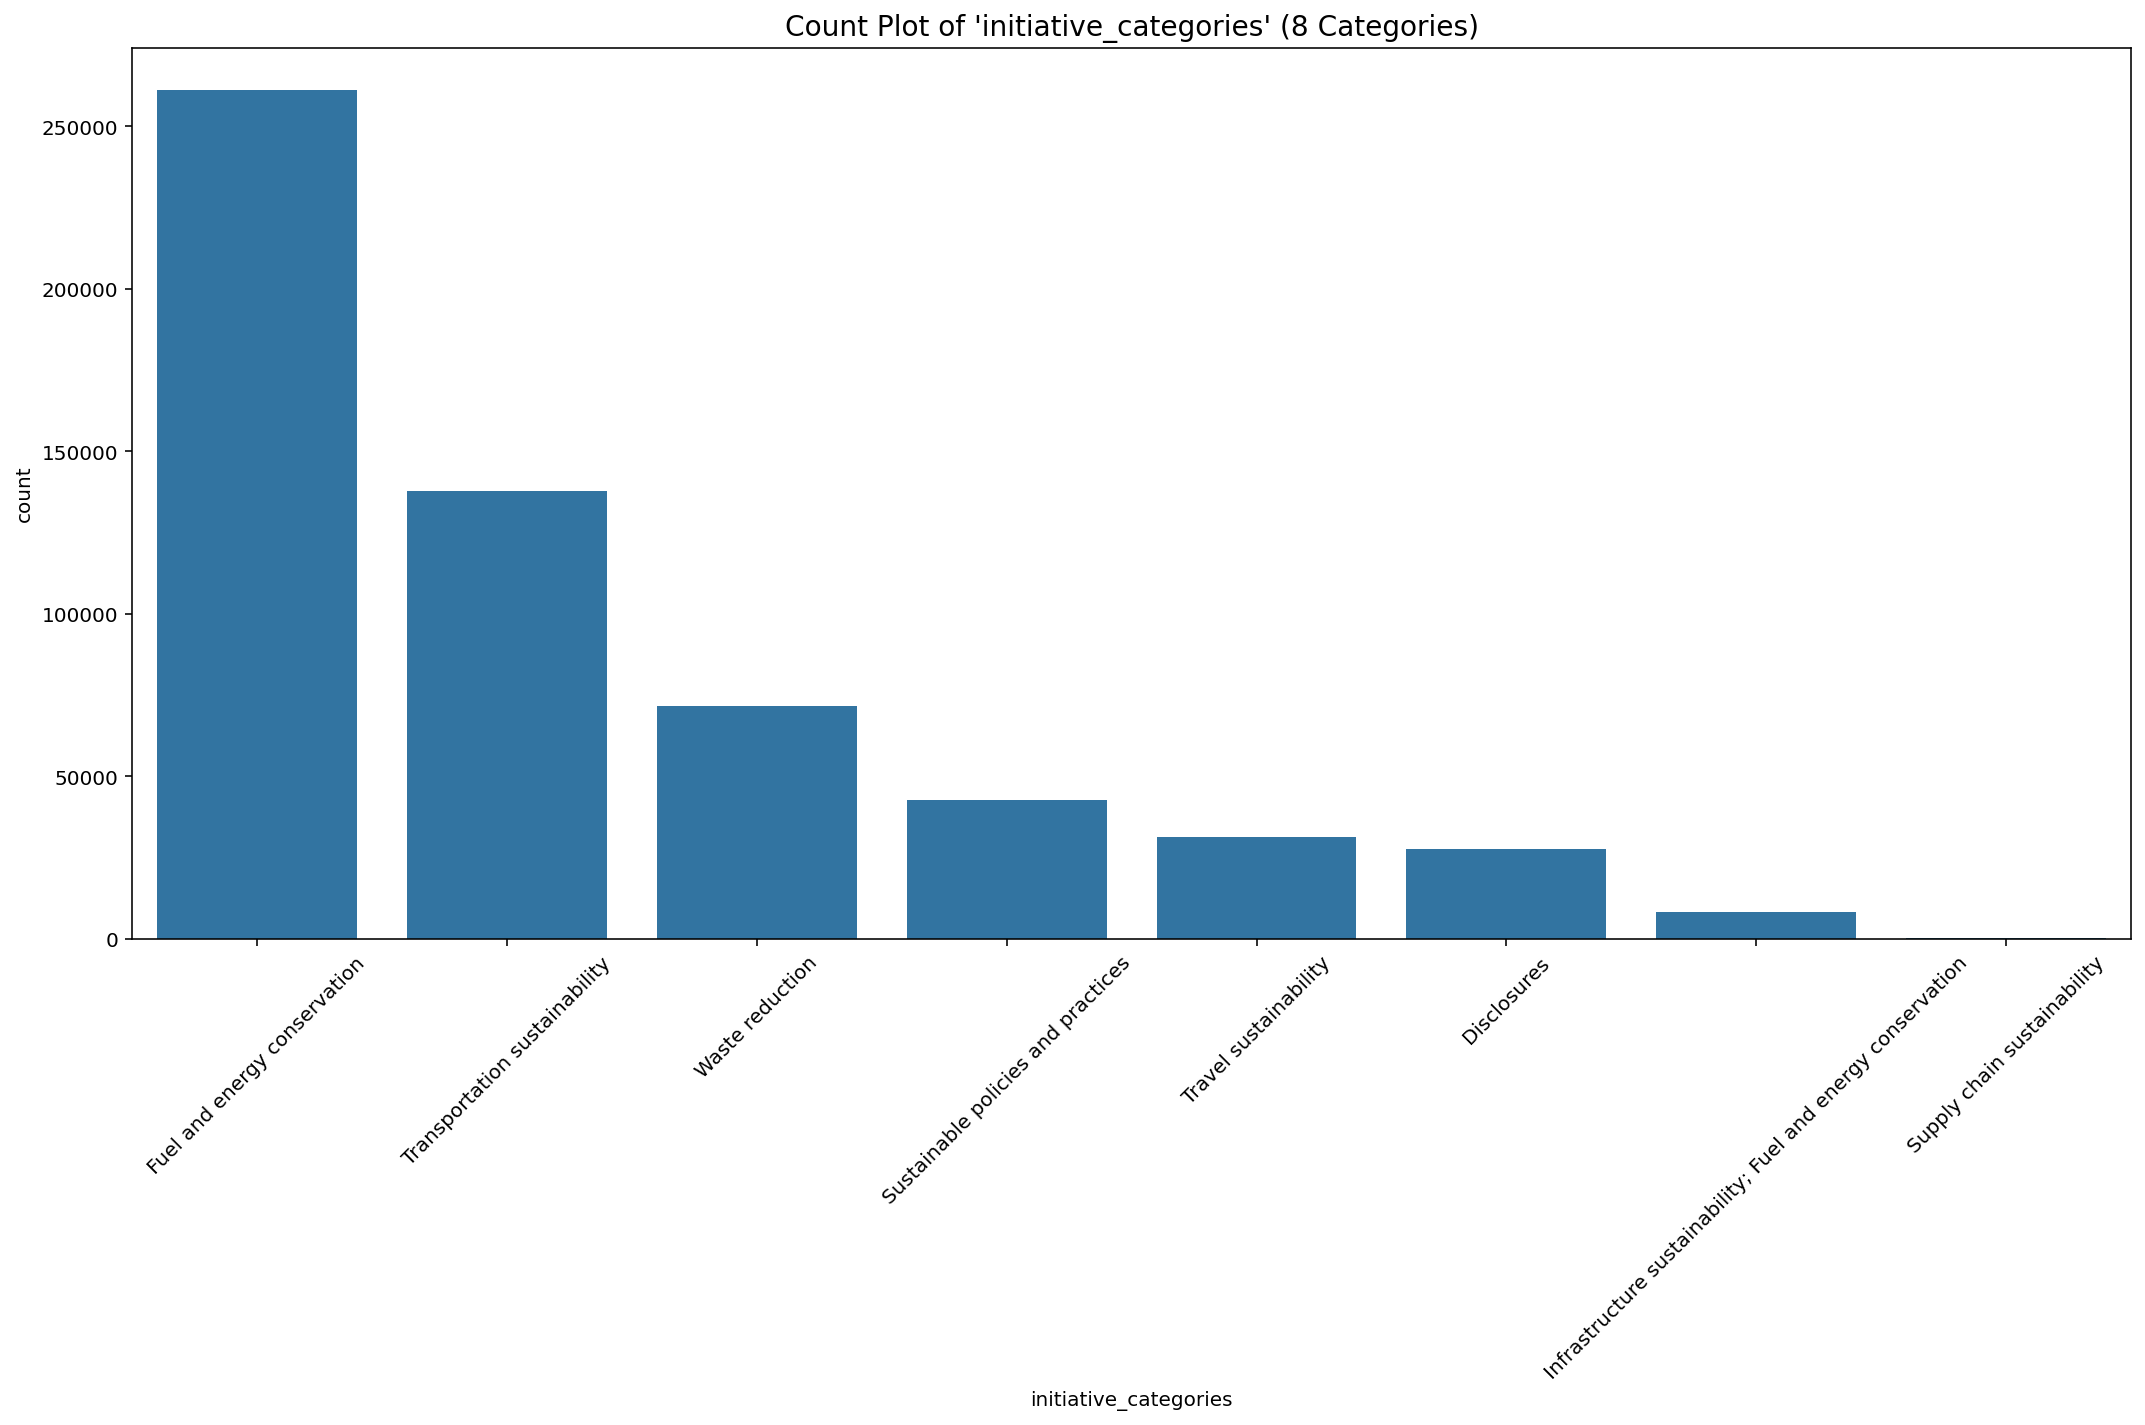 Count Plot of 'initiative_categories' (8 Categories)
count
250000
200000
150000
100000
50000
0
Fuel and energy conservation
Transportation sustainability
Waste reduction
Sustainable policies and practices
Travel sustainability
Disclosures
Infrastructure sustainability; Fuel and energy conservation
Supply chain sustainability
initiative_categories